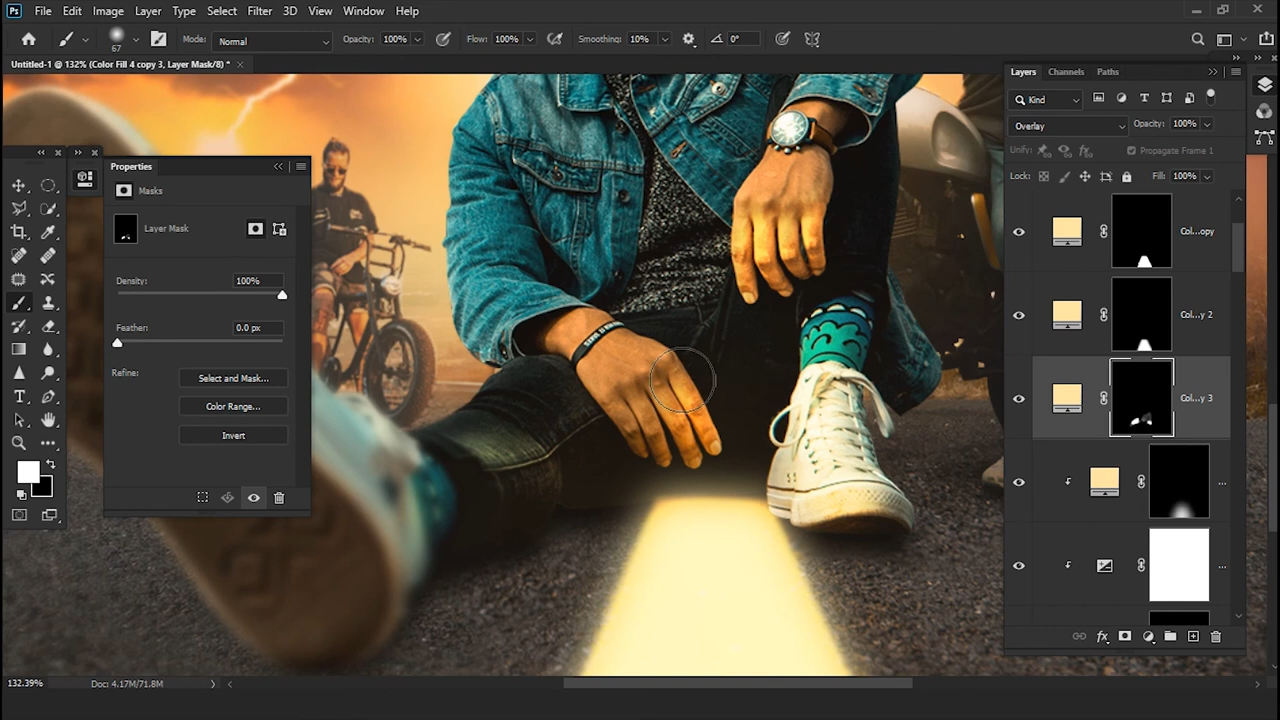 Ps File Edit Image Layer Type Select Filter 3D View Window Help
67 Mode: Normal Opacity: 100% Flow: 100% Smoothing: 10% 0°
Untitled-1 @ 132% (Color Fill 4 copy 3, Layer Mask/8) * ×
Layers Channels Paths
Kind
Overlay Opacity: 100%
Unify: Propagate Frame 1
Lock: Fill: 100%
Col...opy
Col...y 2
Col...y 3
...
...
Properties
Masks
Layer Mask
Density: 100%
Feather: 0.0 px
Refine: Select and Mask...
Color Range...
Invert
132.39% Doc: 4.17M/71.8M